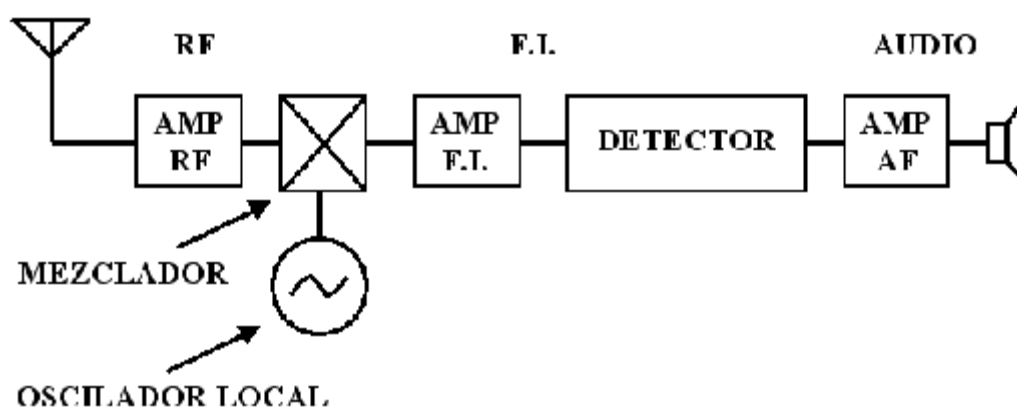 RF
F.I.
AUDIO
AMP
RF
AMP
F.I.
DETECTOR
AMP
AF
MEZCLADOR
OSCILADOR LOCAL